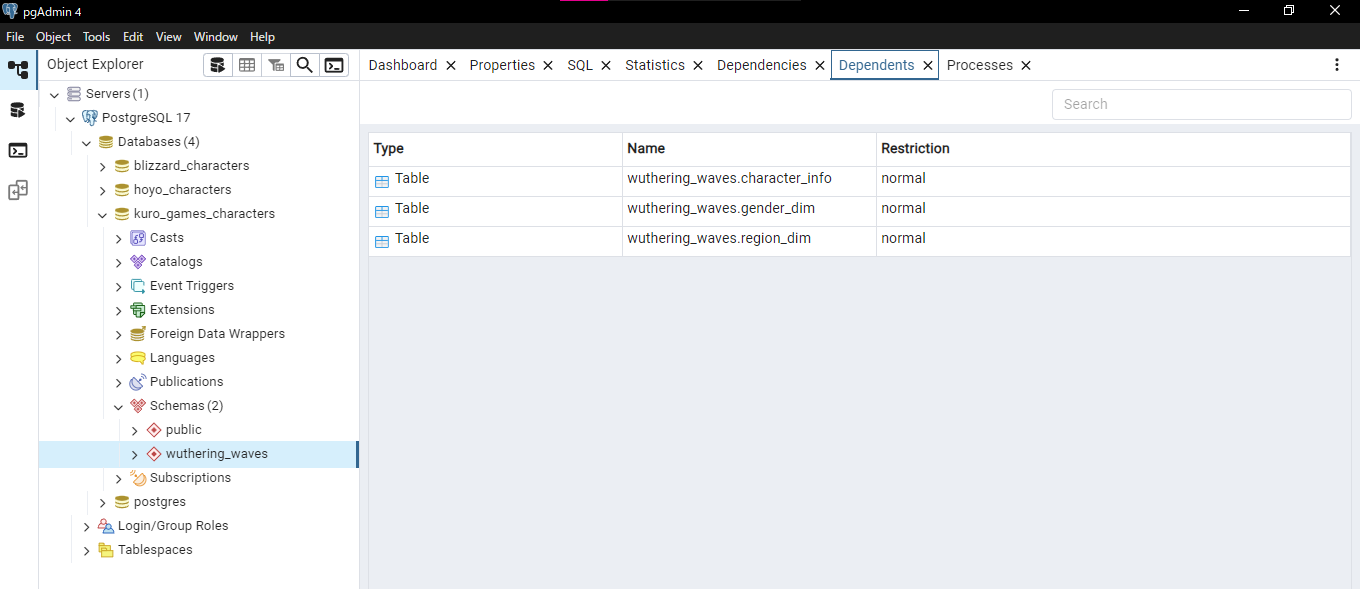 pgAdmin 4
File Object Tools Edit View Window Help
Object Explorer
Dashboard Properties SQL Statistics Dependencies Dependents Processes
Search
Servers (1)
PostgreSQL 17
Databases (4)
blizzard_characters
hoyo_characters
kuro_games_characters
Casts
Catalogs
Event Triggers
Extensions
Foreign Data Wrappers
Languages
Publications
Schemas (2)
public
wuthering_waves
Subscriptions
postgres
Login/Group Roles
Tablespaces
Type Name Restriction
Table wuthering_waves.character_info normal
Table wuthering_waves.gender_dim normal
Table wuthering_waves.region_dim normal